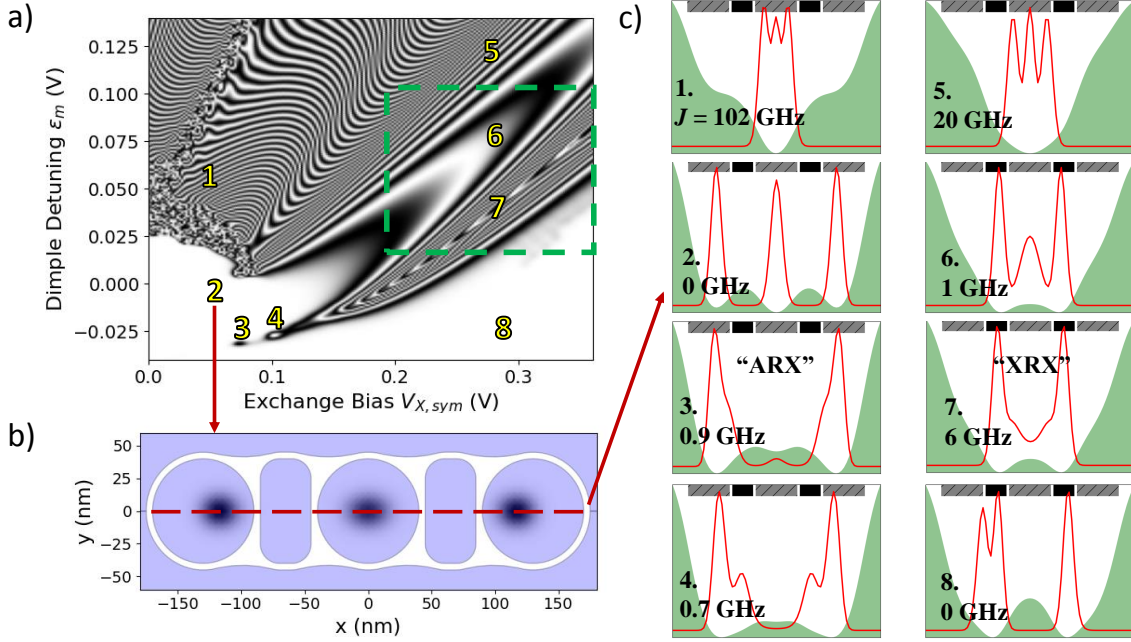 a)
0.125
0.100
0.075
0.050
0.025
0.000
−0.025
Dimple Detuning ε_m (V)
0.0
0.1
0.2
0.3
Exchange Bias V_{X,sym} (V)
1
2
3
4
5
6
7
8
b)
50
25
0
−25
−50
y (nm)
−150
−100
−50
0
50
100
150
x (nm)
c)
1.
J = 102 GHz
2.
0 GHz
"ARX"
3.
0.9 GHz
4.
0.7 GHz
5.
20 GHz
6.
1 GHz
"XRX"
7.
6 GHz
8.
0 GHz